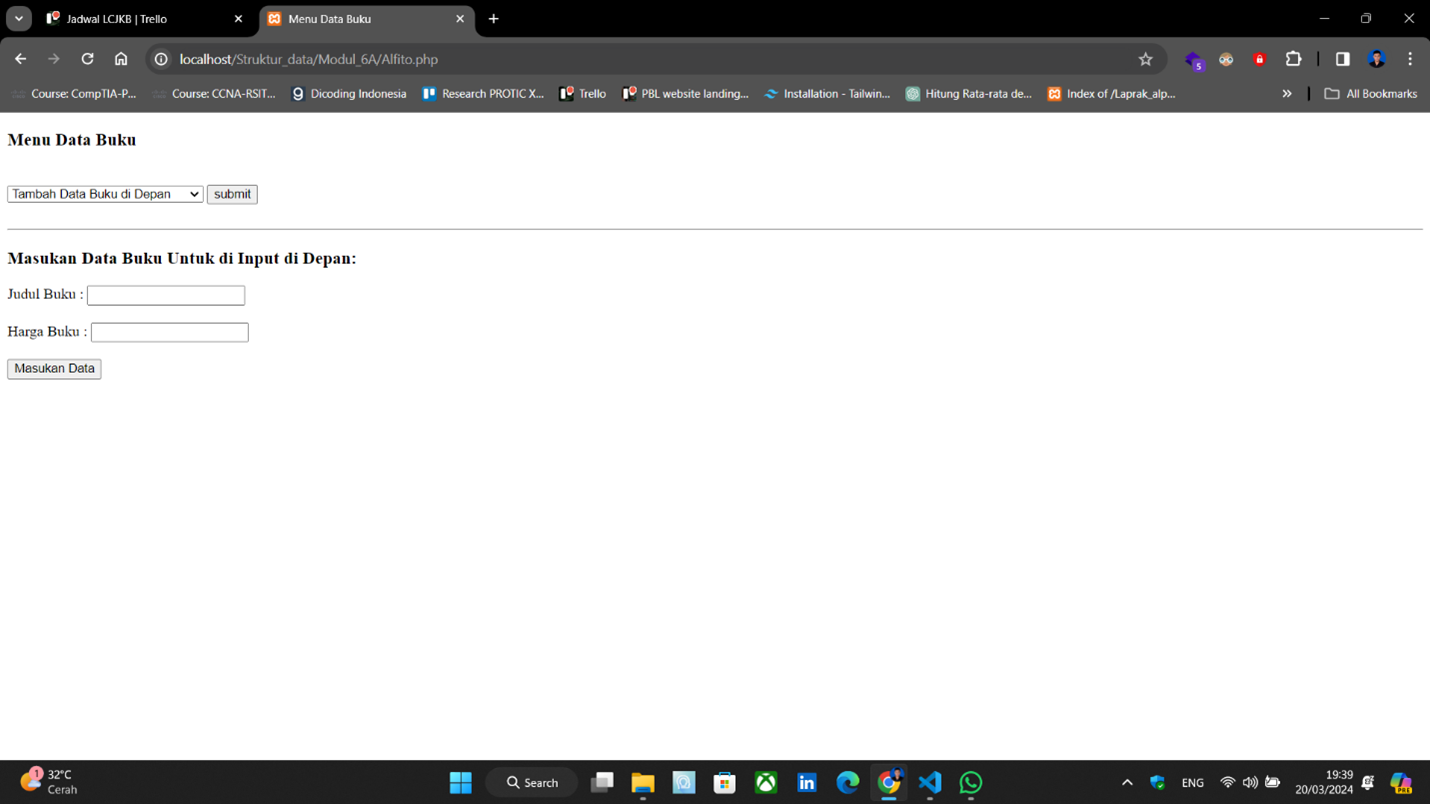 Jadwal LCJKB | Trello
Menu Data Buku
localhost/Struktur_data/Modul_6A/Alfito.php
5
Course: CompTIA-P...
Course: CCNA-RSIT...
Dicoding Indonesia
Research PROTIC X...
Trello
PBL website landing...
Installation - Tailwin...
Hitung Rata-rata de...
Index of /Laprak_alp...
All Bookmarks
Menu Data Buku
Tambah Data Buku di Depan
submit
Masukan Data Buku Untuk di Input di Depan:
Judul Buku :
Harga Buku :
Masukan Data
1
32°C
Cerah
Search
ENG
19:39
20/03/2024
PRE